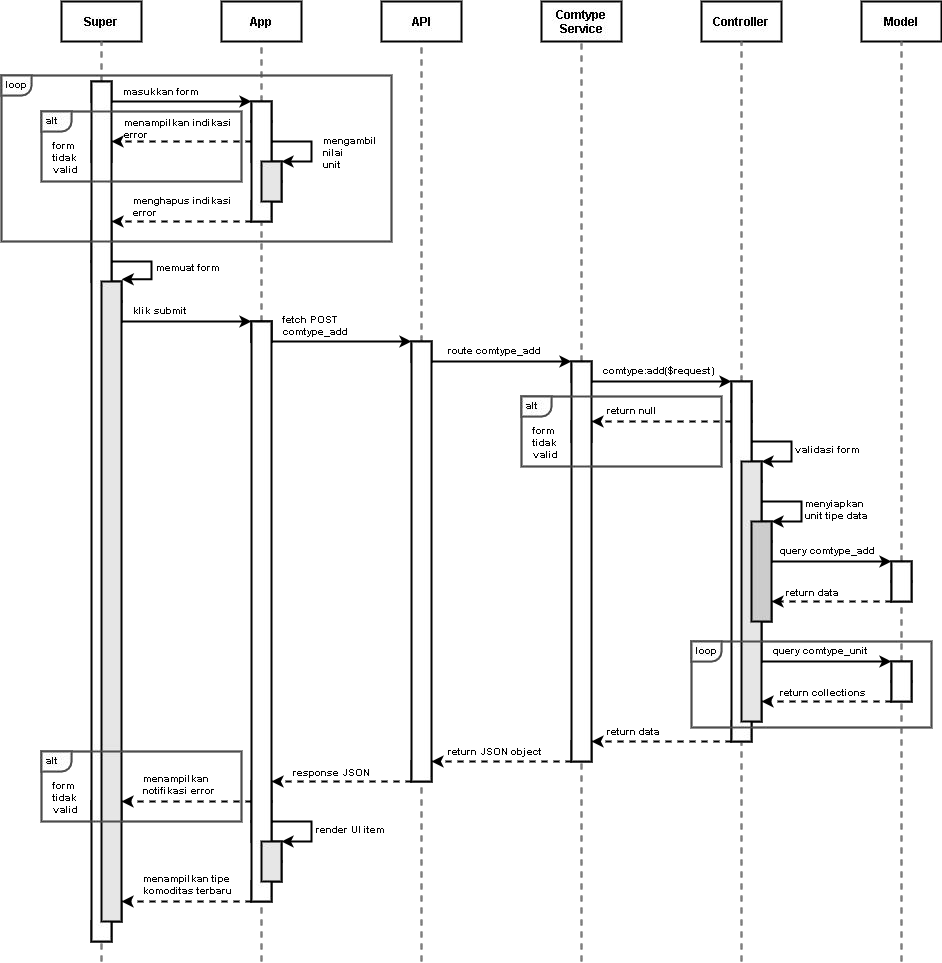 Super
App
API
Comtype
Service
Controller
Model
loop
masukkan form
alt
menampilkan indikasi
error
form
tidak
valid
mengambil
nilai
unit
menghapus indikasi
error
memuat form
klik submit
fetch POST
comtype_add
route comtype_add
comtype:add($request)
alt
return null
form
tidak
valid
validasi form
menyiapkan
unit tipe data
query comtype_add
return data
loop
query comtype_unit
return collections
return data
return JSON object
response JSON
alt
menampilkan
notifikasi error
form
tidak
valid
render UI item
menampilkan tipe
komoditas terbaru